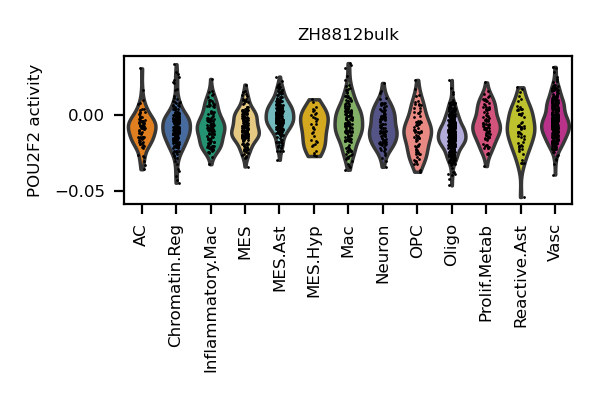 ZH8812bulk
POU2F2 activity
0.00
−0.05
AC
Chromatin.Reg
Inflammatory.Mac
MES
MES.Ast
MES.Hyp
Mac
Neuron
OPC
Oligo
Prolif.Metab
Reactive.Ast
Vasc